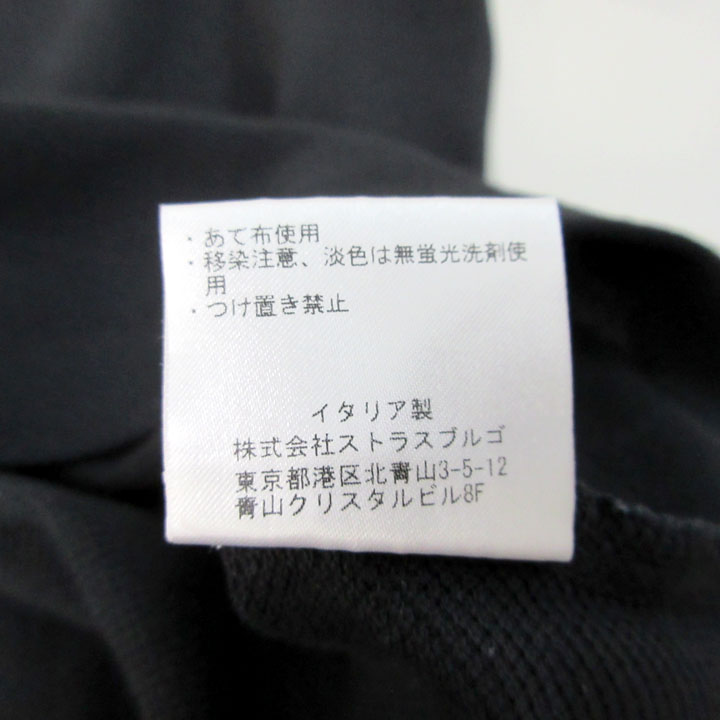 ・あて布使用
・移染注意、淡色は無蛍光洗剤使
用
・つけ置き禁止
イタリア製
株式会社ストラスブルゴ
東京都港区北青山3-5-12
青山クリスタルビル8F